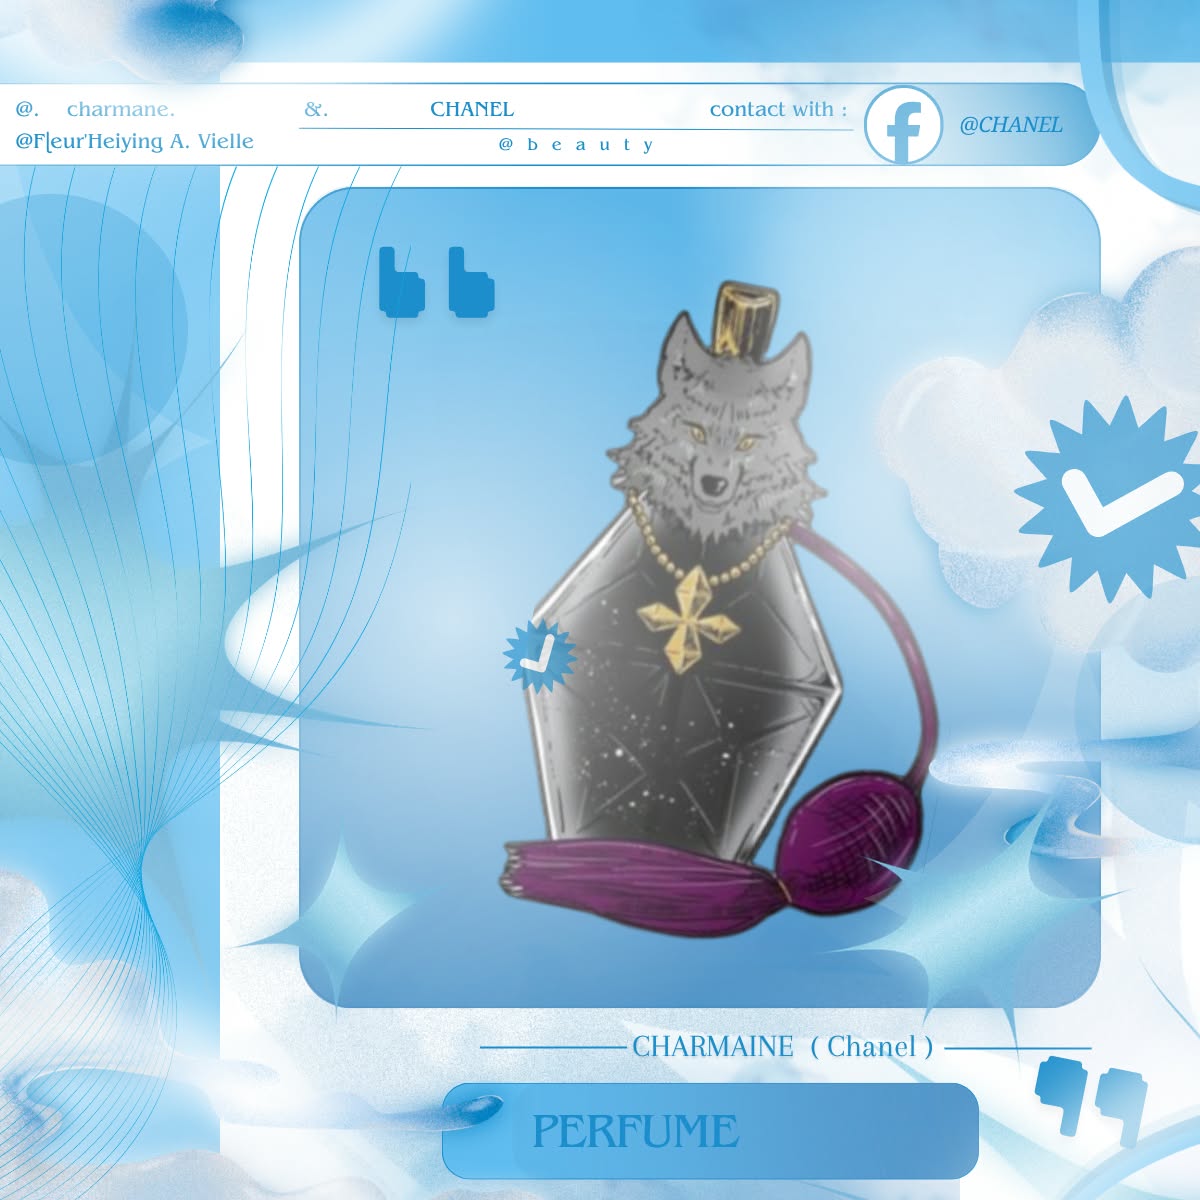 @. charmane. &. CHANEL contact with :
@CHANEL
@Fleur'Heiying A. Vielle
@ b e a u t y
CHARMAINE ( Chanel )
PERFUME